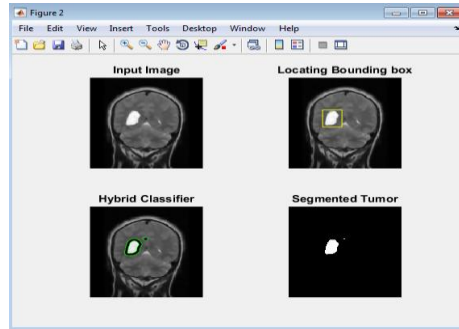 Figure 2
File Edit View Insert Tools Desktop Window Help
Input Image
Locating Bounding box
Hybrid Classifier
Segmented Tumor